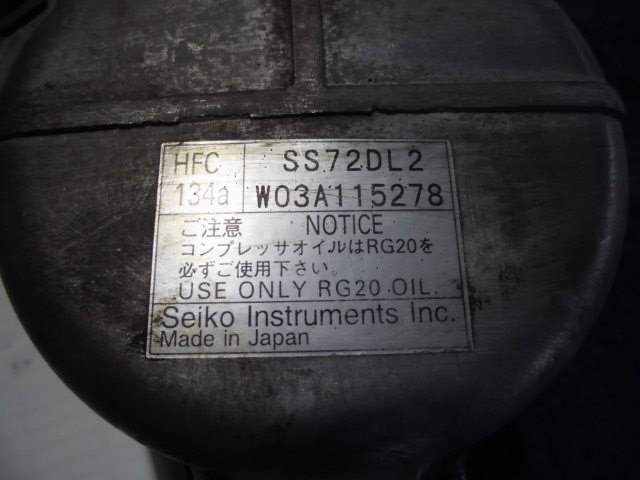 HFC SS72DL2
134a W03A115278
ご注意 NOTICE
コンプレッサオイルはRG20を
必ずご使用下さい。
USE ONLY RG20 OIL.
Seiko Instruments Inc.
Made in Japan